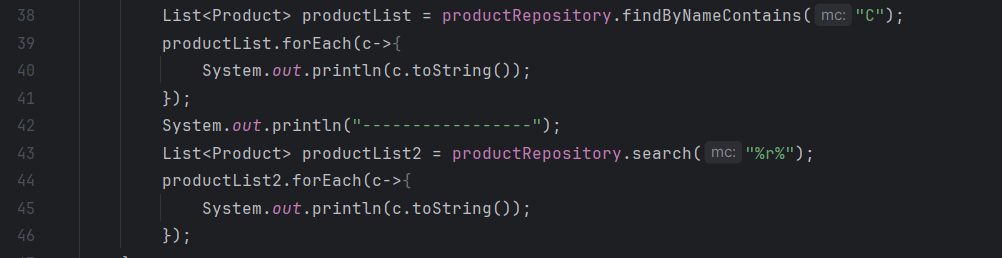 38 List<Product> productList = productRepository.findByNameContains( mc: "C");
39 productList.forEach(c->{
40 System.out.println(c.toString());
41 });
42 System.out.println("-----------------");
43 List<Product> productList2 = productRepository.search( mc: "%r%");
44 productList2.forEach(c->{
45 System.out.println(c.toString());
46 });